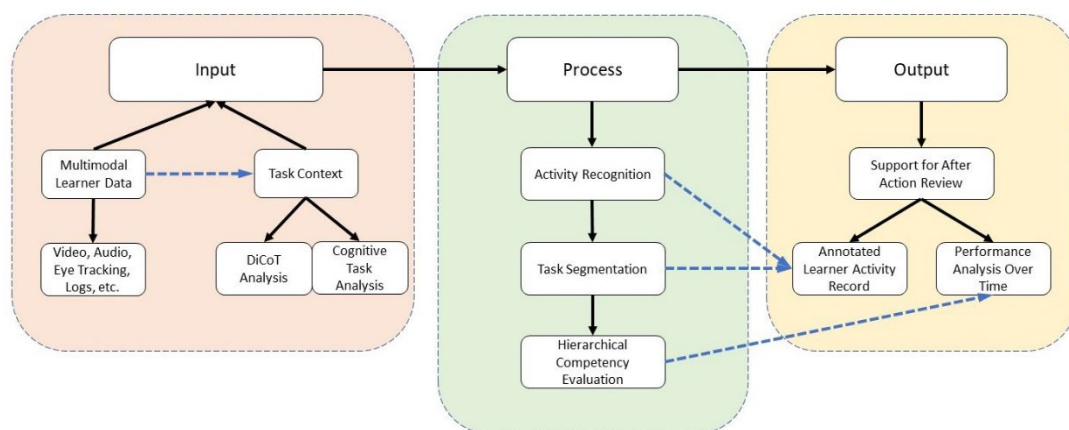 Input
Process
Output
Multimodal
Learner Data
Task Context
Activity Recognition
Support for After
Action Review
Video, Audio,
Eye Tracking,
Logs, etc.
DiCoT
Analysis
Cognitive
Task
Analysis
Task Segmentation
Annotated
Learner Activity
Record
Performance
Analysis Over
Time
Hierarchical
Competency
Evaluation